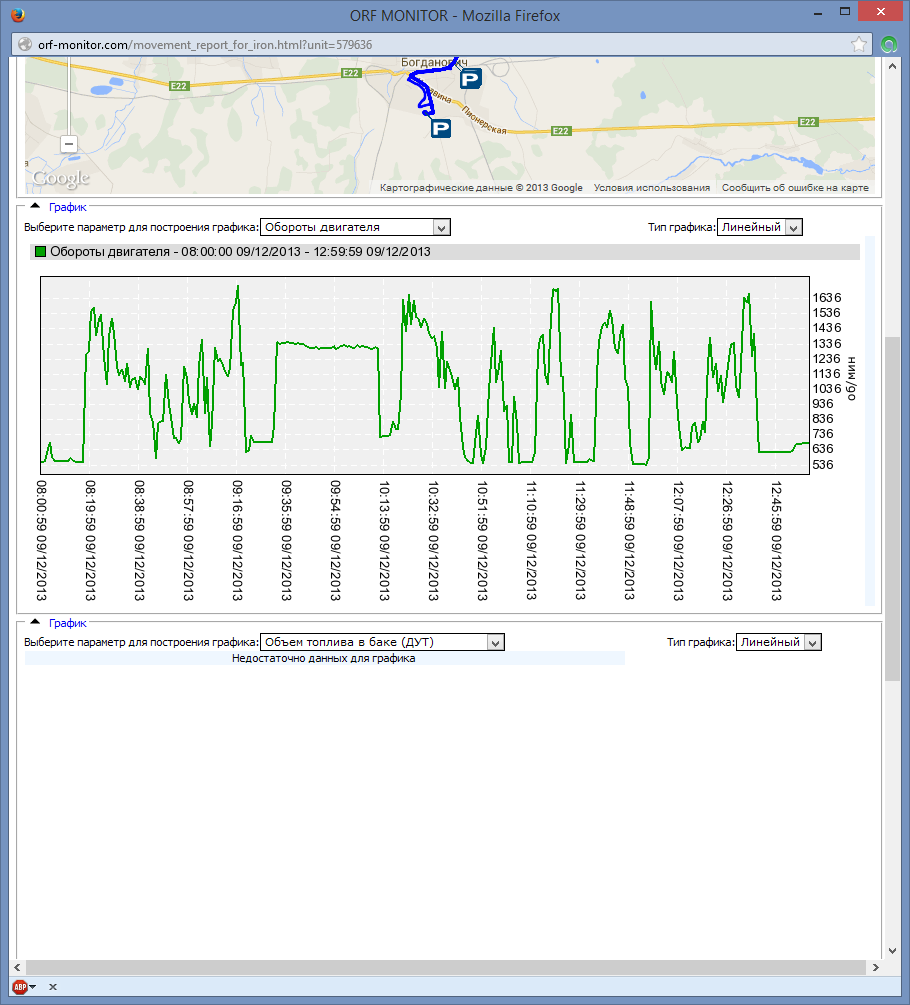 ORF MONITOR - Mozilla Firefox
orf-monitor.com/movement_report_for_iron.html?unit=579636
Богданович
E22
E22
P
E22
E22
Пионерская
P
Google
Картографические данные © 2013 Google Условия использования Сообщить об ошибке на карте
График
Выберите параметр для построения графика: Обороты двигателя Тип графика: Линейный
Обороты двигателя - 08:00:00 09/12/2013 - 12:59:59 09/12/2013
1636
1536
1436
1336
1236
1136
1036
936
836
736
636
536
об/мин
08:00:59 09/12/2013
08:19:59 09/12/2013
08:38:59 09/12/2013
08:57:59 09/12/2013
09:16:59 09/12/2013
09:35:59 09/12/2013
09:54:59 09/12/2013
10:13:59 09/12/2013
10:32:59 09/12/2013
10:51:59 09/12/2013
11:10:59 09/12/2013
11:29:59 09/12/2013
11:48:59 09/12/2013
12:07:59 09/12/2013
12:26:59 09/12/2013
12:45:59 09/12/2013
График
Выберите параметр для построения графика: Объем топлива в баке (ДУТ) Тип графика: Линейный
Недостаточно данных для графика
ABP